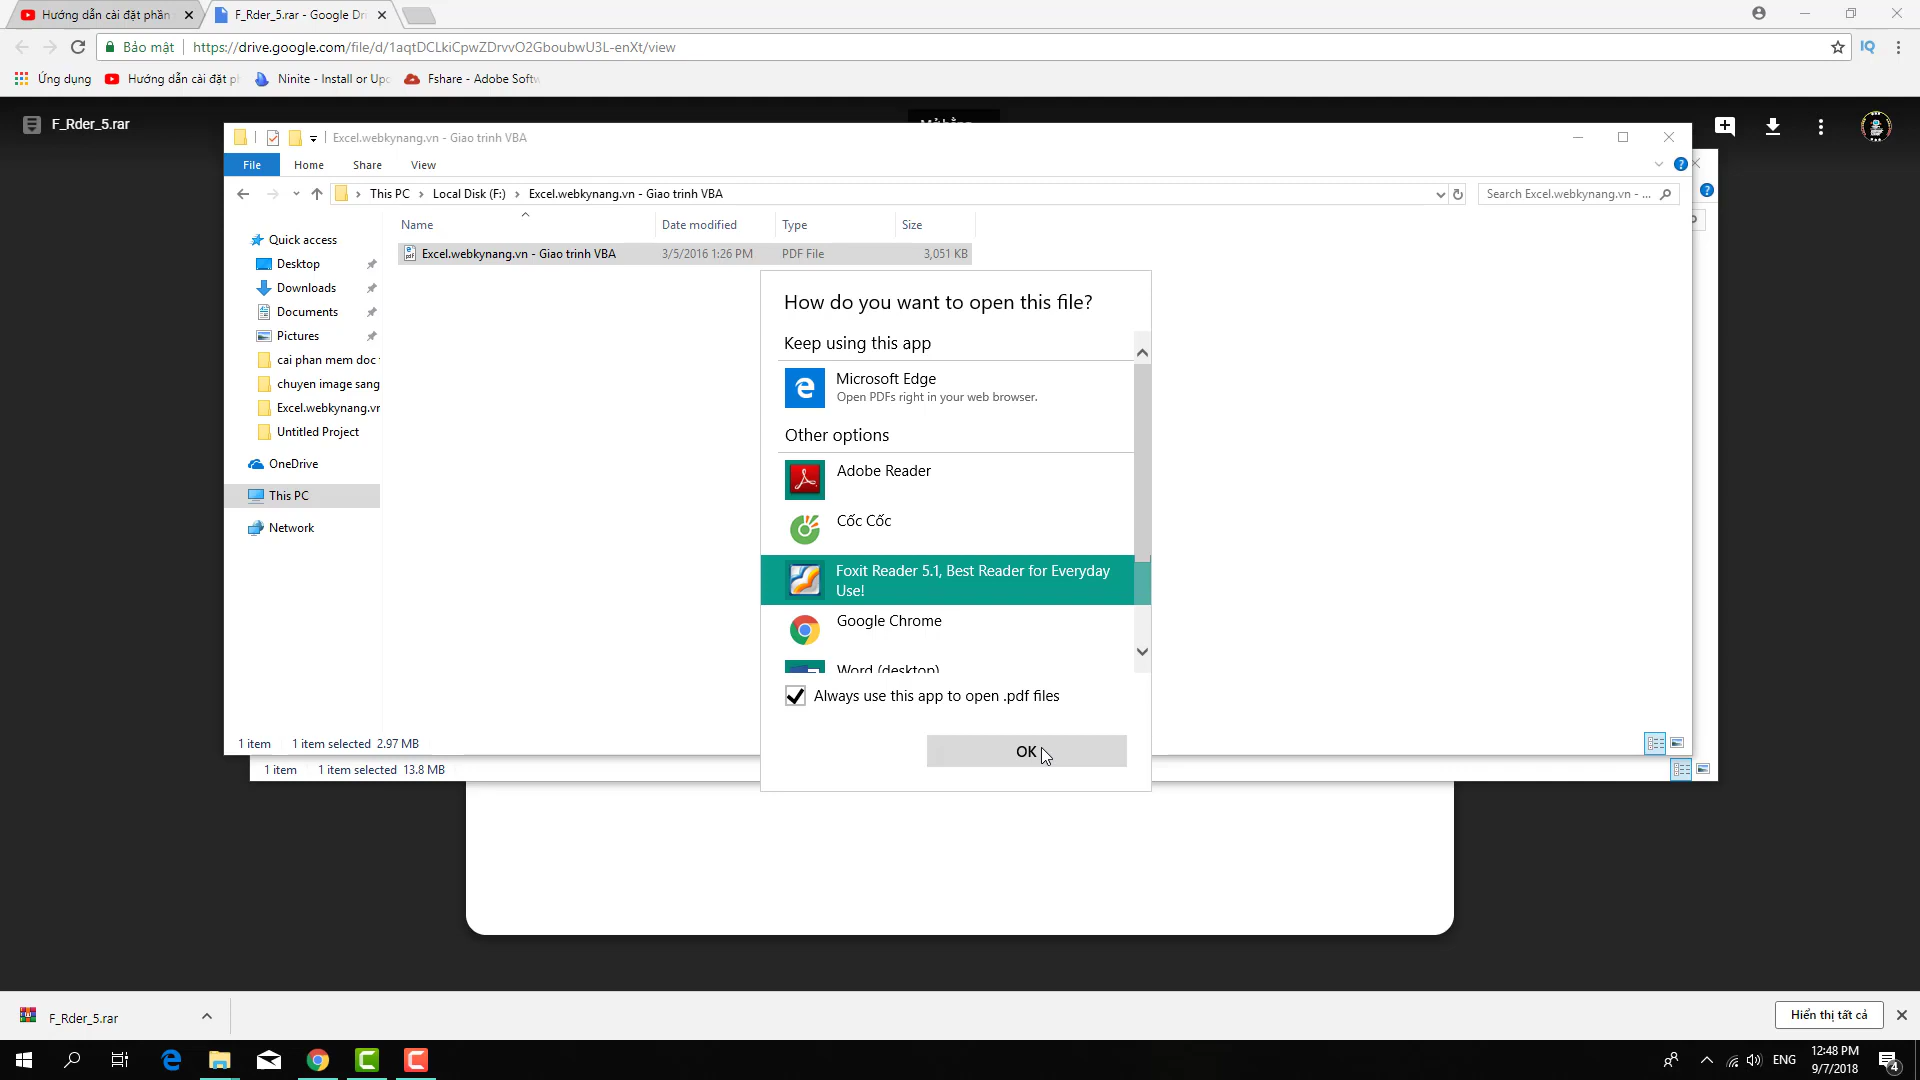 Hướng dẫn cài đặt phần
F_Rder_5.rar - Google Dr
Bảo mật
https://drive.google.com/file/d/1aqtDCLkiCpwZDrvvO2GboubwU3L-enXt/view
IQ
Ứng dụng
Hướng dẫn cài đặt ph
Ninite - Install or Upd
Fshare - Adobe Softw
F_Rder_5.rar
Excel.webkynang.vn - Giao trinh VBA
File
Home
Share
View
This PC
Local Disk (F:)
Excel.webkynang.vn - Giao trinh VBA
Search Excel.webkynang.vn - ...
Name
Date modified
Type
Size
Excel.webkynang.vn - Giao trinh VBA
3/5/2016 1:26 PM
PDF File
3,051 KB
Quick access
Desktop
Downloads
Documents
Pictures
cai phan mem doc
chuyen image sang
Excel.webkynang.vn
Untitled Project
OneDrive
This PC
Network
How do you want to open this file?
Keep using this app
Microsoft Edge
Open PDFs right in your web browser.
Other options
Adobe Reader
Cốc Cốc
Foxit Reader 5.1, Best Reader for Everyday
Use!
Google Chrome
Word (desktop)
Always use this app to open .pdf files
OK
1 item
1 item selected 2.97 MB
1 item
1 item selected 13.8 MB
F_Rder_5.rar
Hiển thị tất cả
ENG
12:48 PM
9/7/2018
4